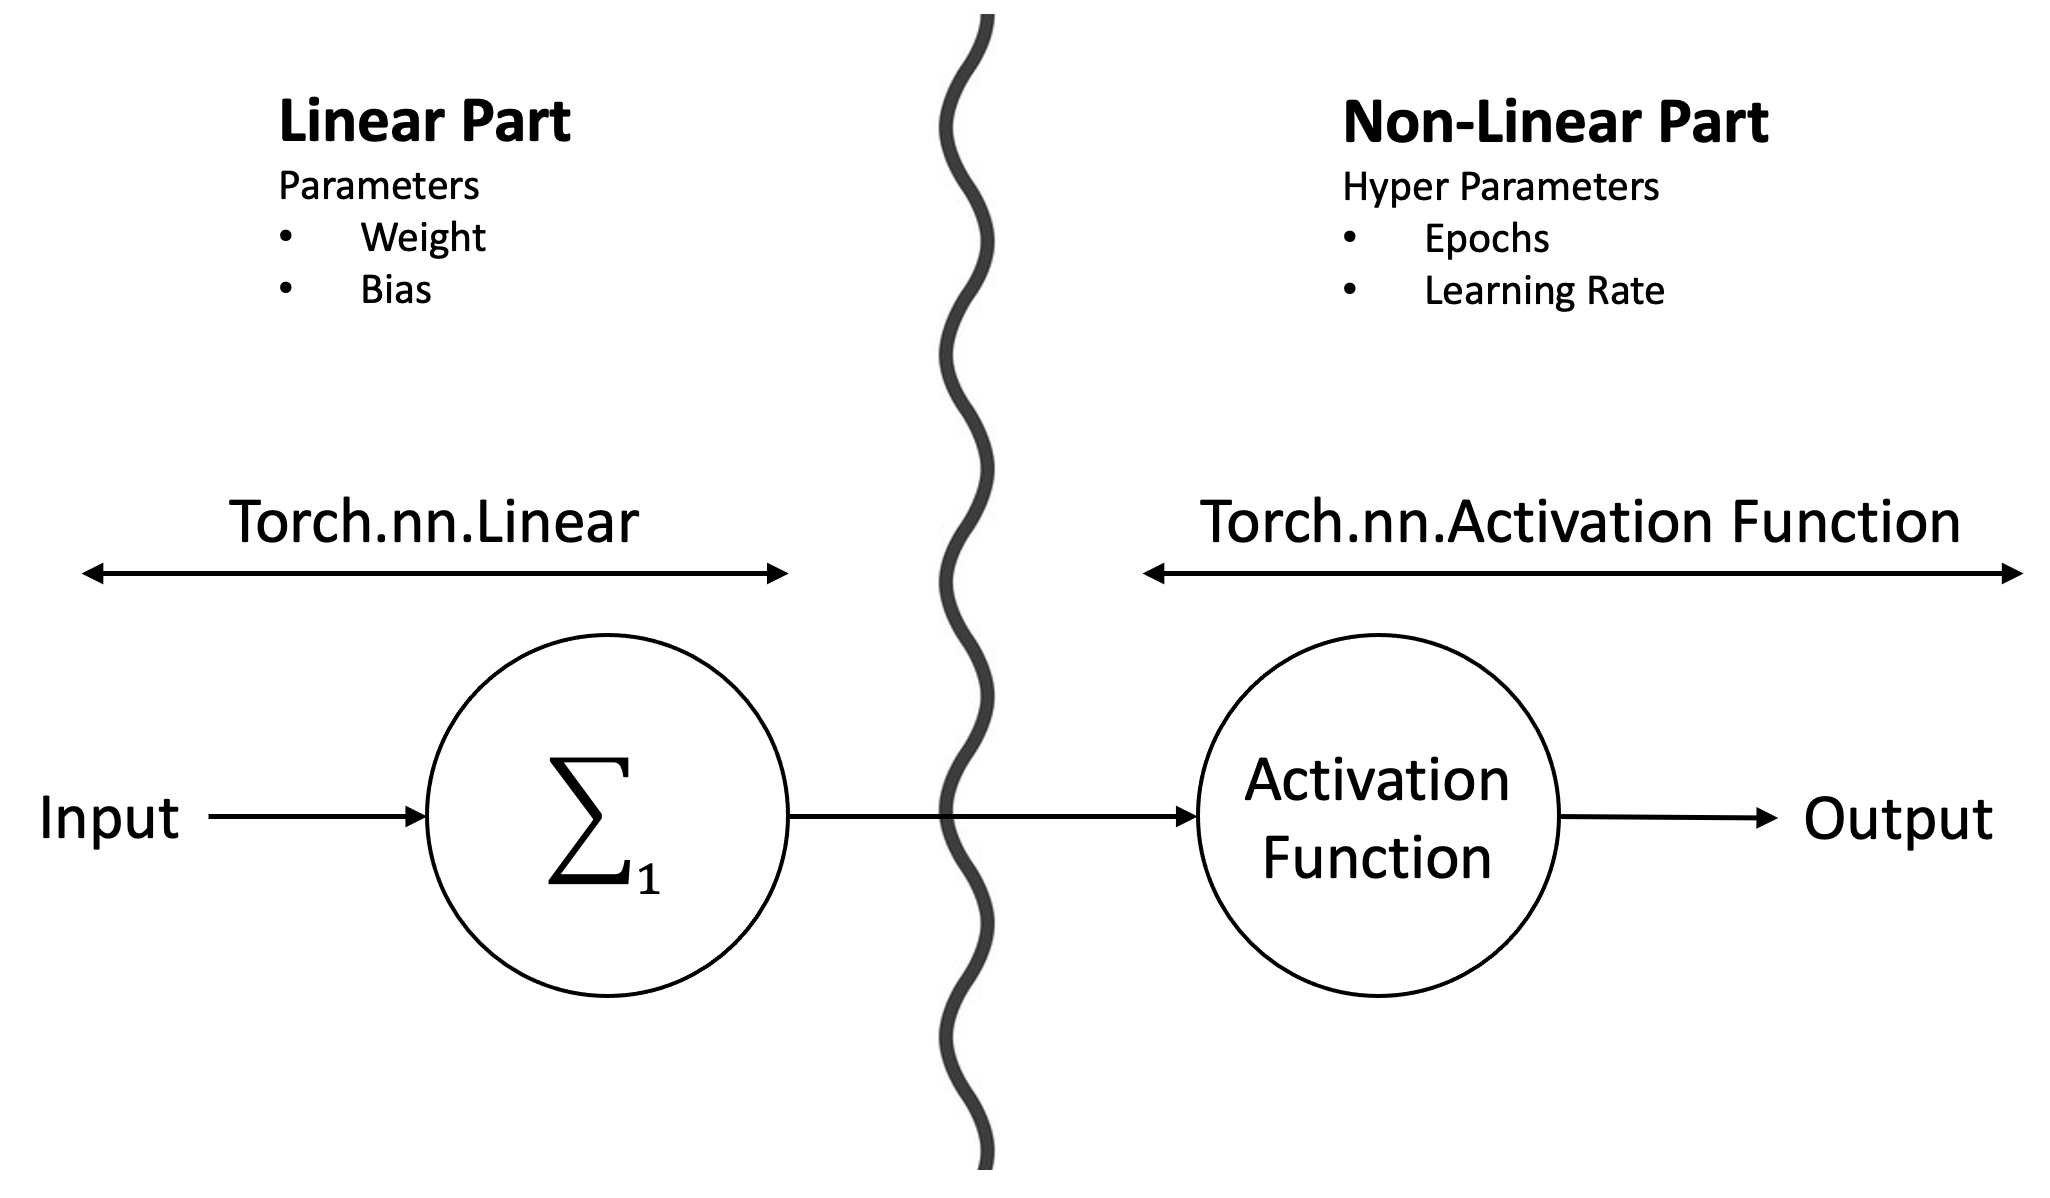 Linear Part
Parameters
• Weight
• Bias
Non-Linear Part
Hyper Parameters
• Epochs
• Learning Rate
Torch.nn.Linear
Torch.nn.Activation Function
Input
∑1
Activation
Function
Output